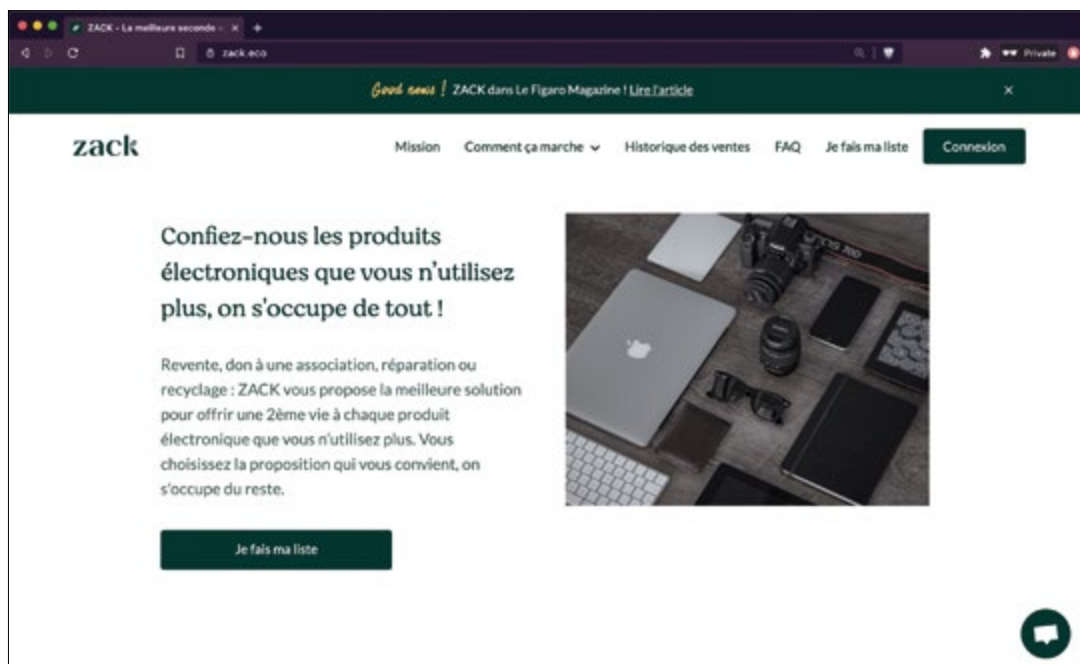 ZACK - La meilleure seconde
zack.eco
Private
Good news ! ZACK dans Le Figaro Magazine ! Lire l'article
zack
Mission Comment ça marche Historique des ventes FAQ Je fais ma liste Connexion
Confiez-nous les produits
électroniques que vous n'utilisez
plus, on s'occupe de tout !
Revente, don à une association, réparation ou
recyclage : ZACK vous propose la meilleure solution
pour offrir une 2ème vie à chaque produit
électronique que vous n'utilisez plus. Vous
choisissez la proposition qui vous convient, on
s'occupe du reste.
Je fais ma liste